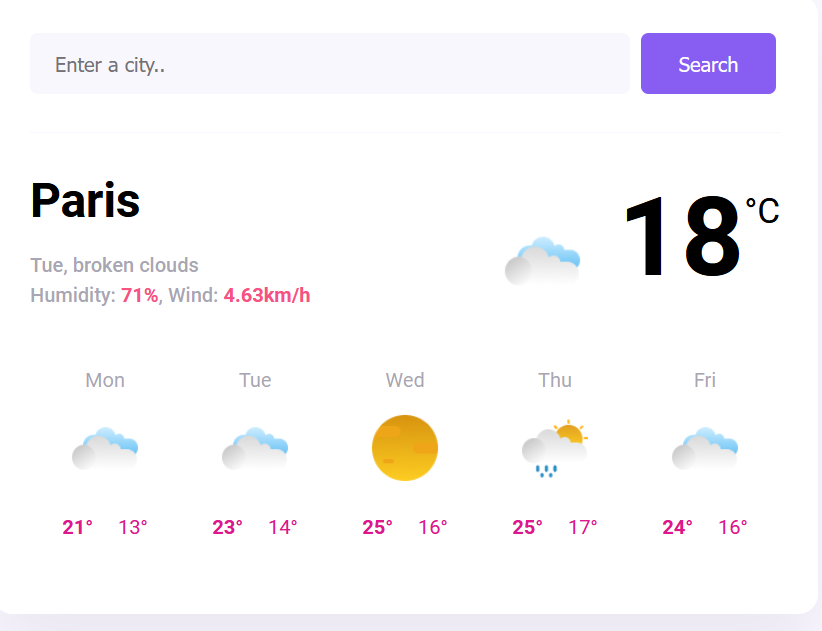 Enter a city..
Search
Paris
18 °C
Tue, broken clouds
Humidity: 71%, Wind: 4.63km/h
Mon Tue Wed Thu Fri
21° 13° 23° 14° 25° 16° 25° 17° 24° 16°